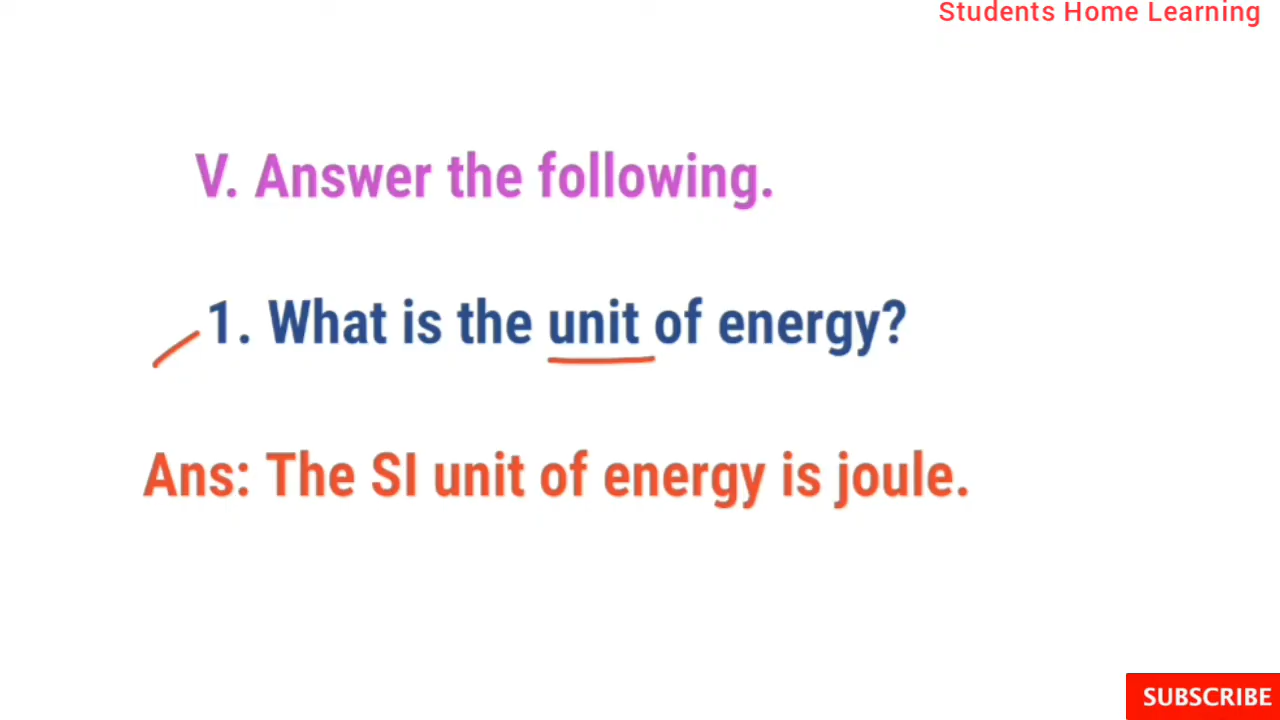 Students Home Learning
V. Answer the following.
1. What is the unit of energy?
Ans: The SI unit of energy is joule.
SUBSCRIBE